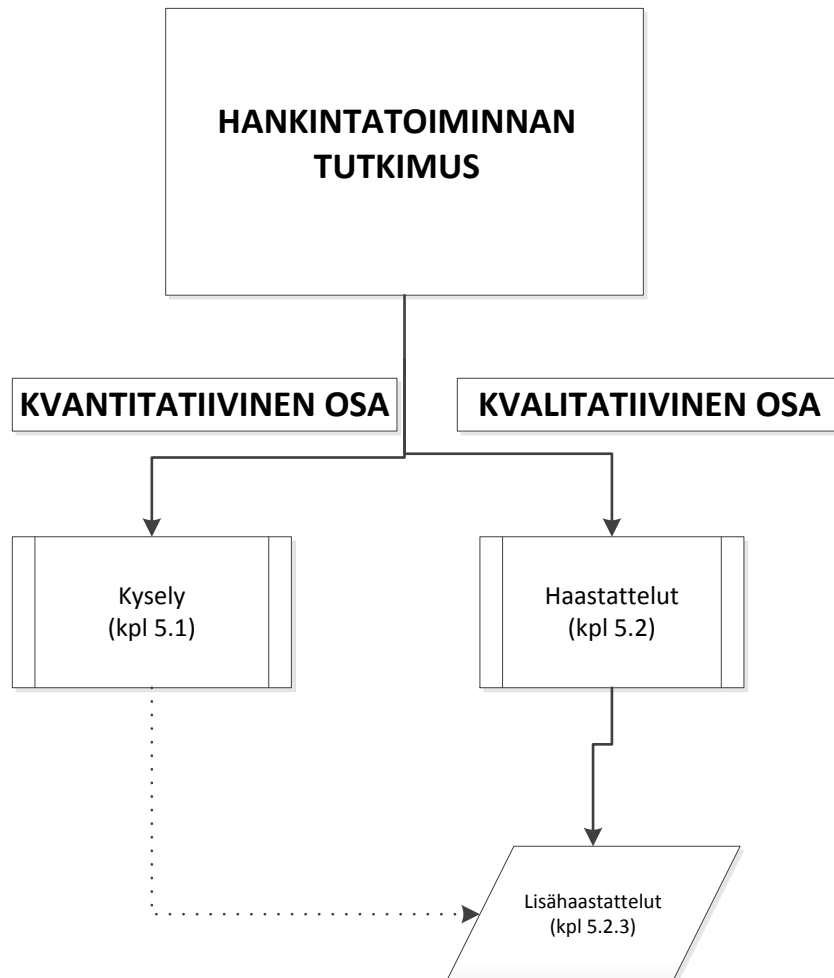 HANKINTATOIMINNAN
TUTKIMUS
KVANTITATIIVINEN OSA
KVALITATIIVINEN OSA
Kysely
(kpl 5.1)
Haastattelut
(kpl 5.2)
Lisähaastattelut
(kpl 5.2.3)